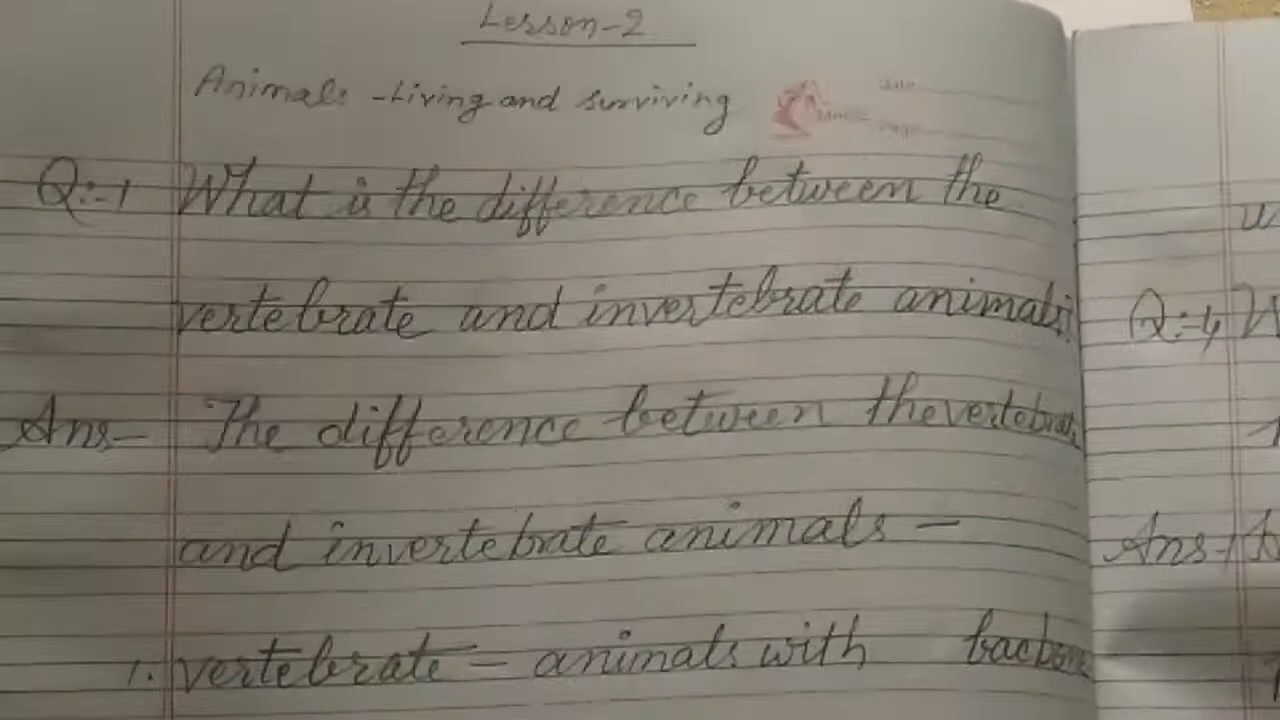 Lesson-2
Animals - Living and surviving
Q:-1 What is the difference between the
vertebrate and invertebrate animals?
Ans- The difference between the vertebrate
and invertebrate animals -
1. vertebrate - animals with backbone
Q:-4
Ans-